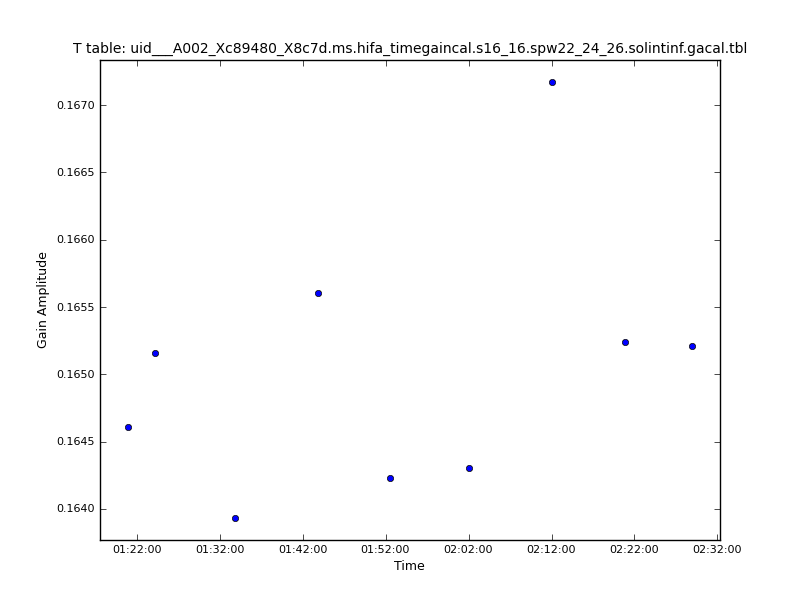 T table: uid___A002_Xc89480_X8c7d.ms.hifa_timegaincal.s16_16.spw22_24_26.solintinf.gacal.tbl
0.1670
0.1665
0.1660
0.1655
0.1650
0.1645
0.1640
Gain Amplitude
01:22:00 01:32:00 01:42:00 01:52:00 02:02:00 02:12:00 02:22:00 02:32:00
Time